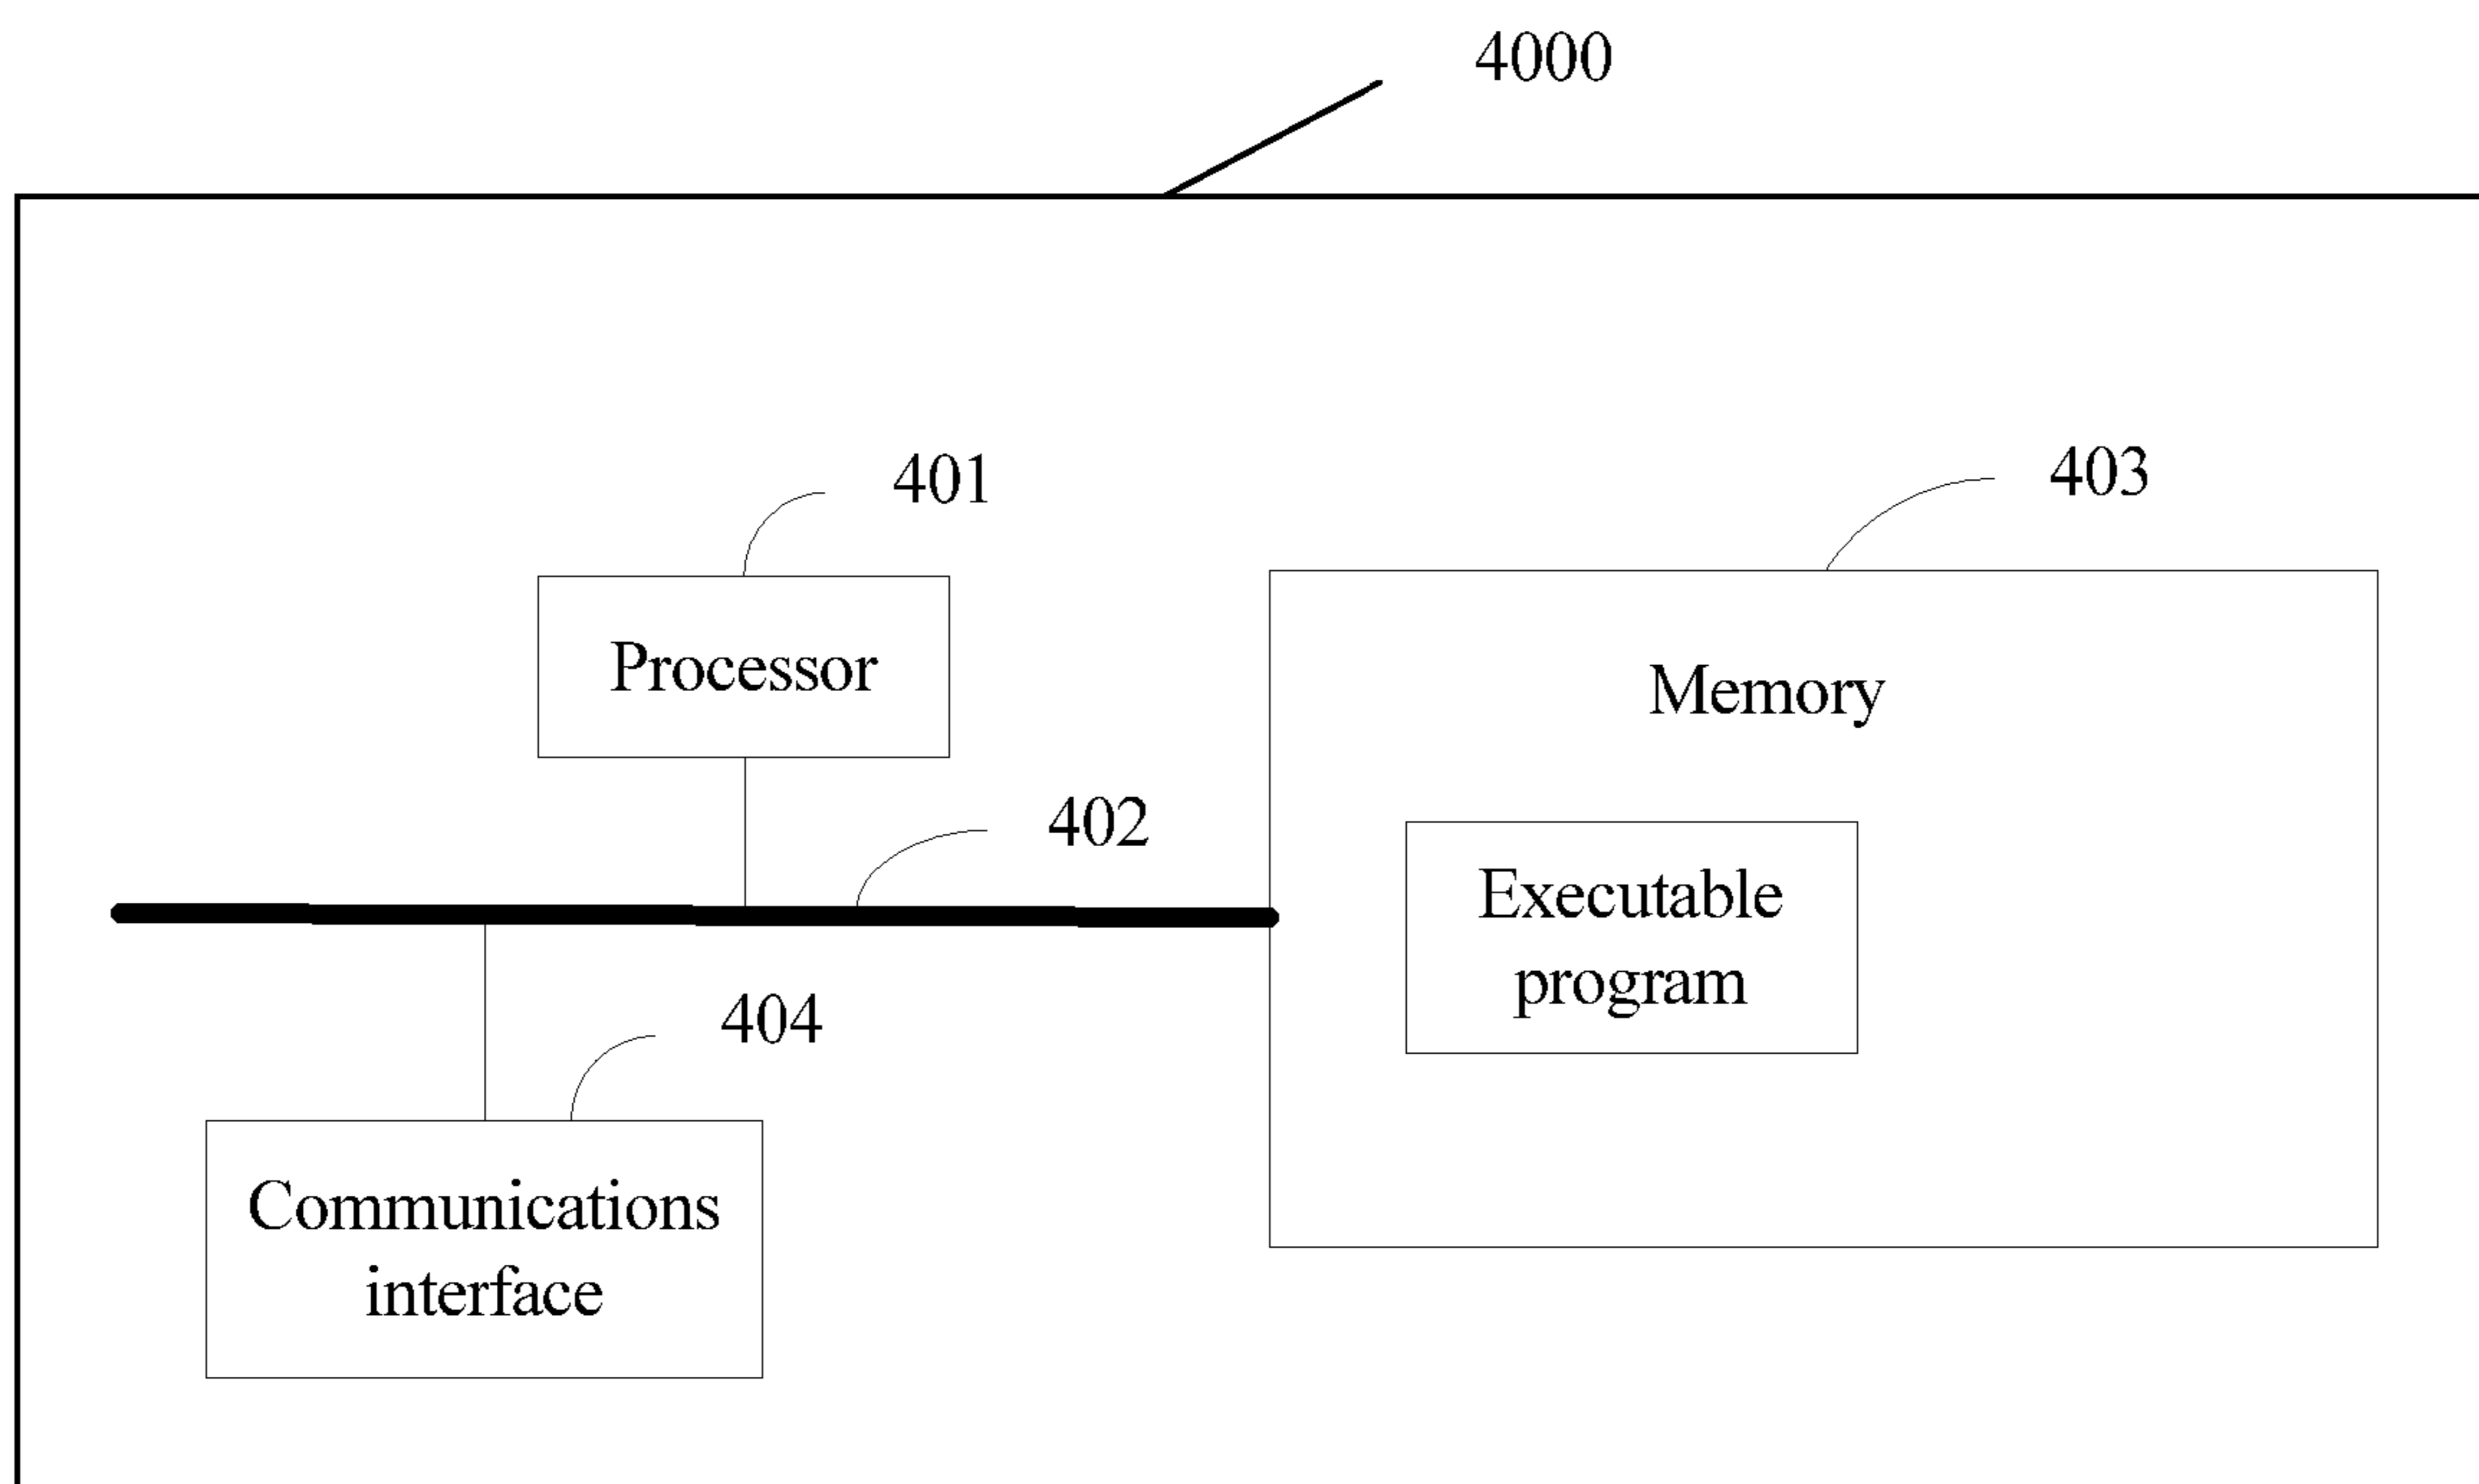 4000
401
403
Processor
Memory
402
Executable
program
404
Communications
interface